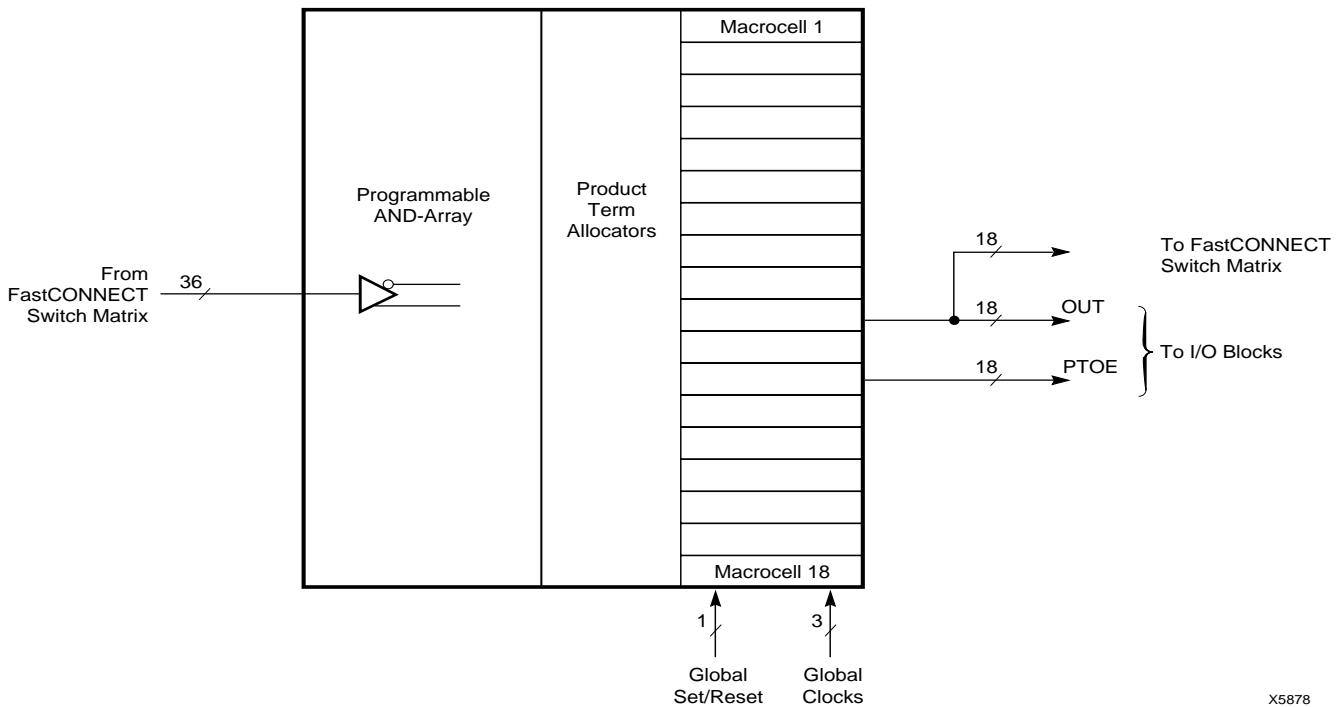 Macrocell 1
Programmable
AND-Array
Product
Term
Allocators
From
FastCONNECT
Switch Matrix
36
18
To FastCONNECT
Switch Matrix
18
OUT
18
PTOE
To I/O Blocks
Macrocell 18
1
3
Global
Set/Reset
Global
Clocks
X5878